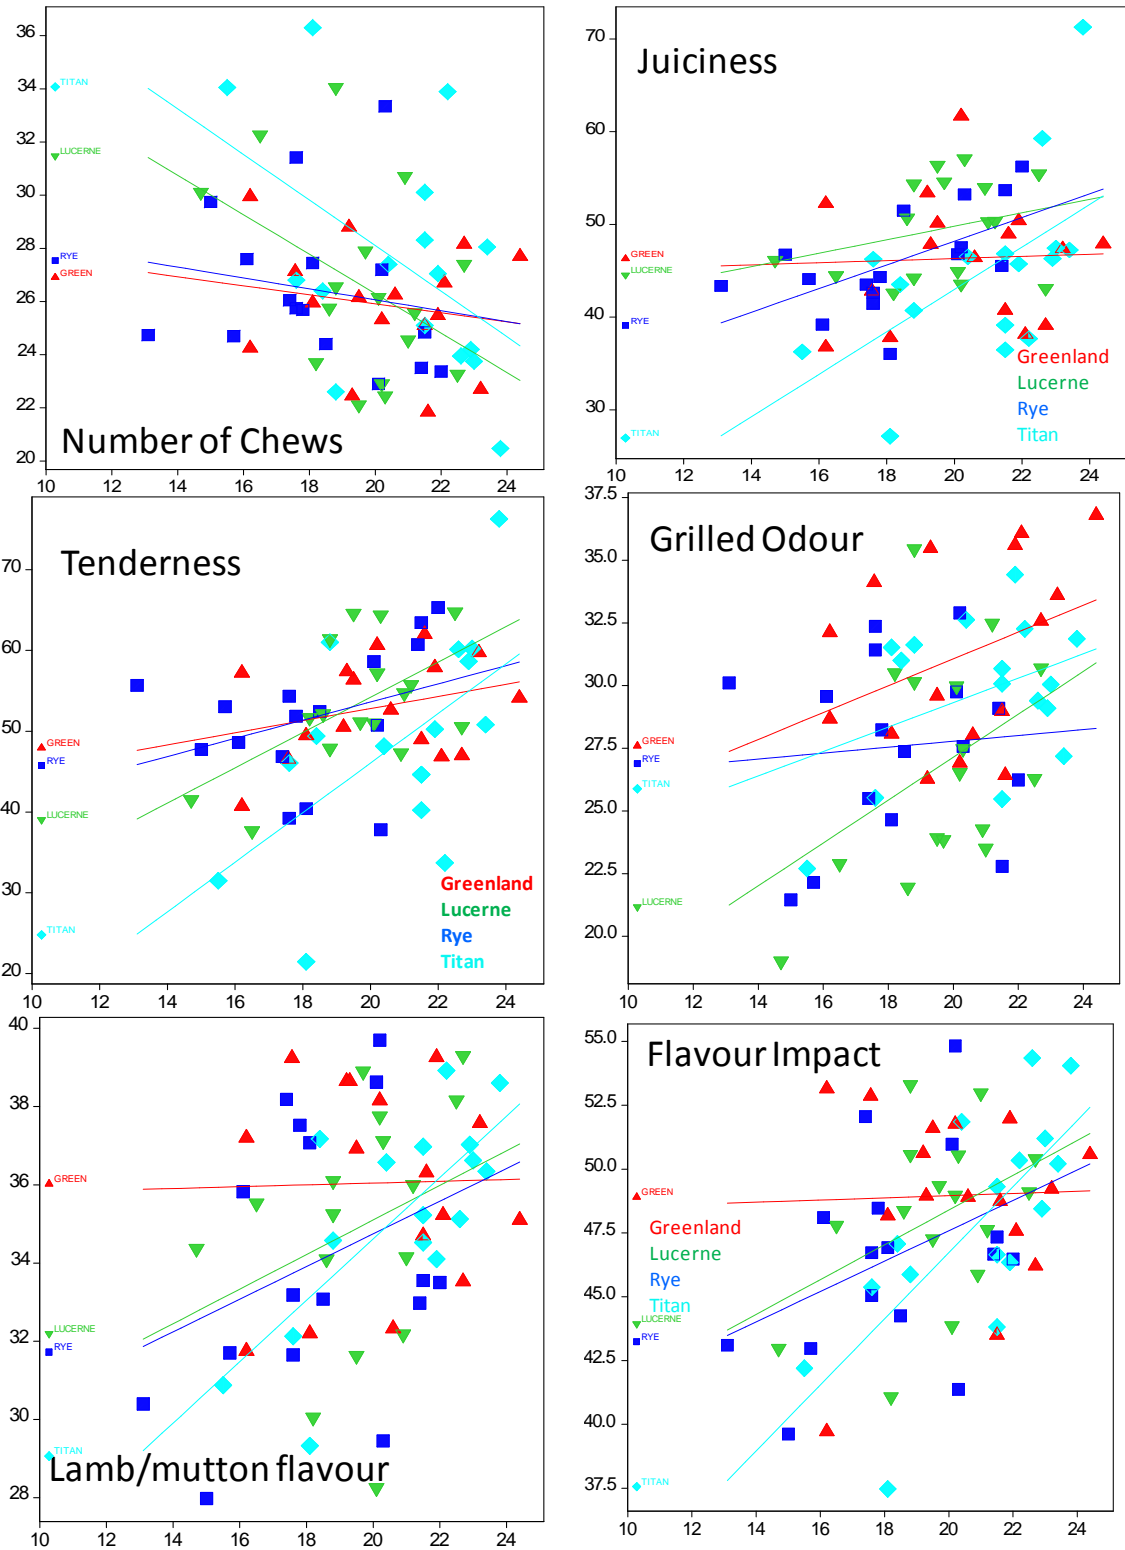 36
34
32
30
28
26
24
22
20
TITAN
LUCERNE
RYE
GREEN
Number of Chews
10 12 14 16 18 20 22 24
70
60
50
40
30
Juiciness
GREEN
LUCERNE
RYE
TITAN
Greenland
Lucerne
Rye
Titan
10 12 14 16 18 20 22 24
70
60
50
40
30
20
Tenderness
GREEN
RYE
LUCERNE
TITAN
Greenland
Lucerne
Rye
Titan
10 12 14 16 18 20 22 24
37.5
35.0
32.5
30.0
27.5
25.0
22.5
20.0
Grilled Odour
GREEN
RYE
TITAN
LUCERNE
10 12 14 16 18 20 22 24
40
38
36
34
32
30
28
GREEN
LUCERNE
RYE
TITAN
Lamb/mutton flavour
10 12 14 16 18 20 22 24
55.0
52.5
50.0
47.5
45.0
42.5
40.0
37.5
Flavour Impact
GREEN
Greenland
Lucerne
Rye
Titan
LUCERNE
RYE
TITAN
10 12 14 16 18 20 22 24